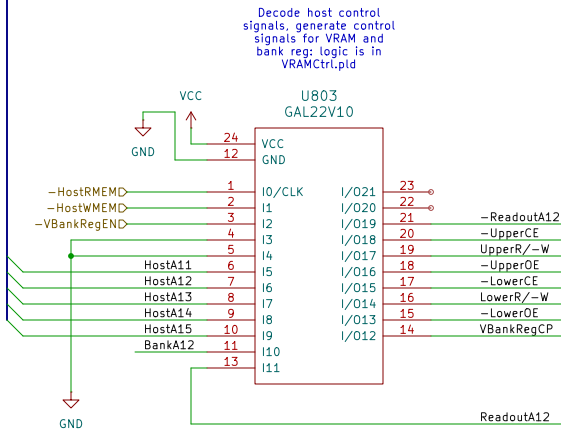 Decode host control
signals, generate control
signals for VRAM and
bank reg: logic is in
VRAMCtrl.pld
U803
GAL22V10
VCC
GND
24 VCC
12 GND
-HostRMEM 1 I0/CLK I/O21 23
-HostWMEM 2 I1 I/O20 22
-VBankRegEN 3 I2 I/O19 21 -ReadoutA12
4 I3 I/O18 20 -UpperCE
5 I4 I/O17 19 UpperR/-W
HostA11 6 I5 I/O16 18 -UpperOE
HostA12 7 I6 I/O15 17 -LowerCE
HostA13 8 I7 I/O14 16 LowerR/-W
HostA14 9 I8 I/O13 15 -LowerOE
HostA15 10 I9 I/O12 14 VBankRegCP
BankA12 11 I10
13 I11
GND
ReadoutA12